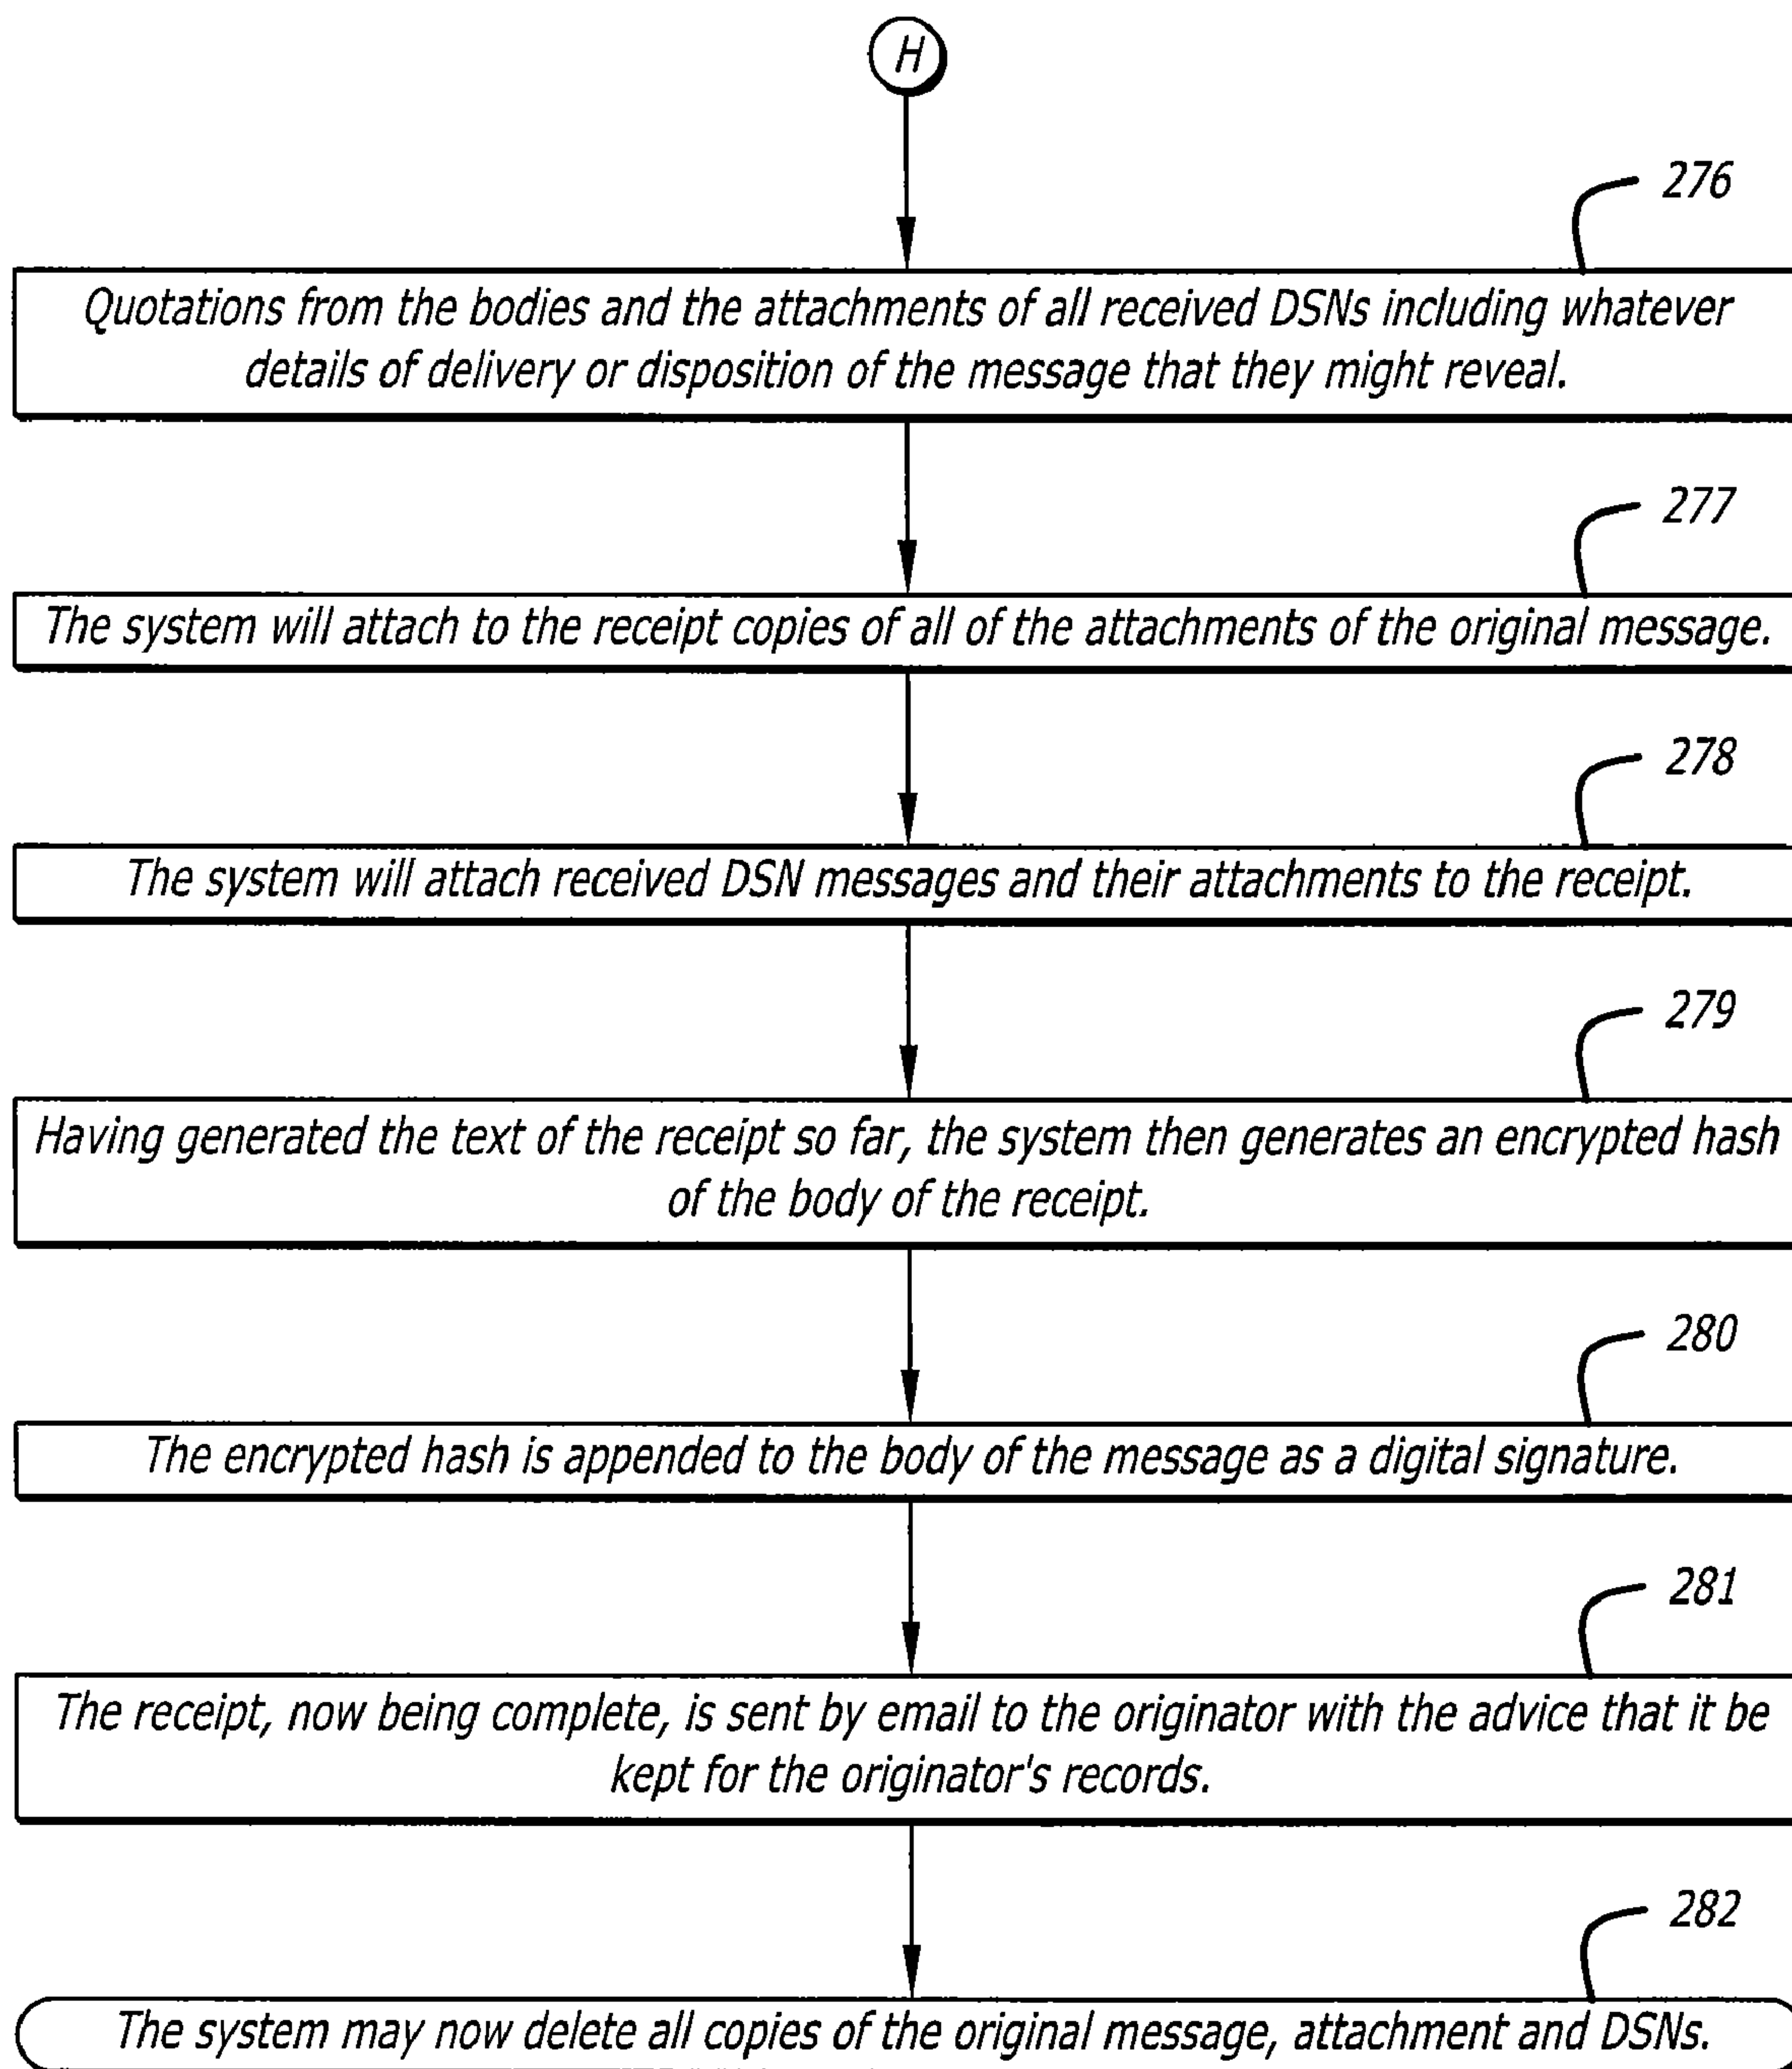 H
276
Quotations from the bodies and the attachments of all received DSNs including whatever
details of delivery or disposition of the message that they might reveal.
277
The system will attach to the receipt copies of all of the attachments of the original message.
278
The system will attach received DSN messages and their attachments to the receipt.
279
Having generated the text of the receipt so far, the system then generates an encrypted hash
of the body of the receipt.
280
The encrypted hash is appended to the body of the message as a digital signature.
281
The receipt, now being complete, is sent by email to the originator with the advice that it be
kept for the originator's records.
282
The system may now delete all copies of the original message, attachment and DSNs.